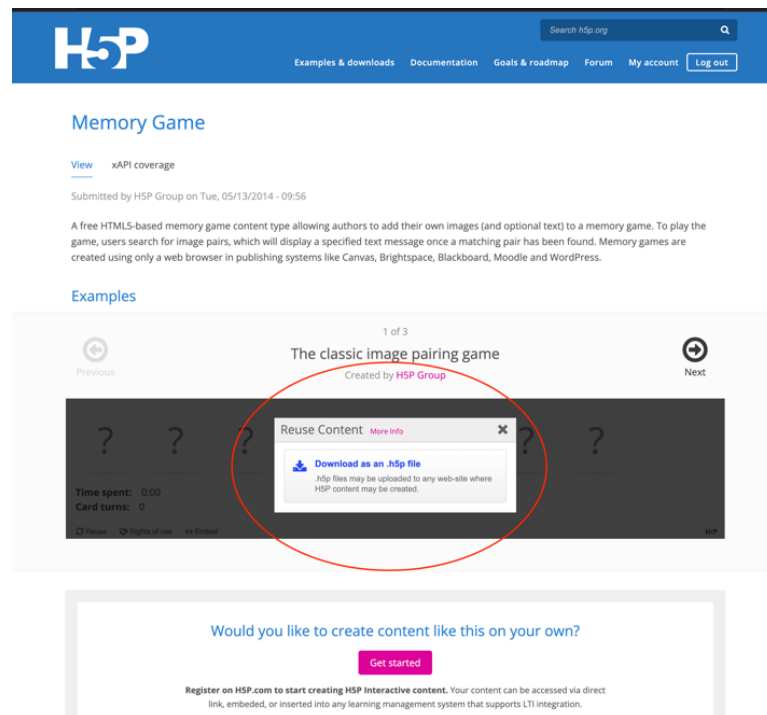 Search h5p.org
H5P
Examples & downloads Documentation Goals & roadmap Forum My account Log out
Memory Game
View xAPI coverage
Submitted by H5P Group on Tue, 05/13/2014 - 09:56
A free HTML5-based memory game content type allowing authors to add their own images (and optional text) to a memory game. To play the
game, users search for image pairs, which will display a specified text message once a matching pair has been found. Memory games are
created using only a web browser in publishing systems like Canvas, Brightspace, Blackboard, Moodle and WordPress.
Examples
1 of 3
The classic image pairing game
Previous
Next
Created by H5P Group
? ? ? ? ?
Reuse Content More Info
Download as an .h5p file
.h5p files may be uploaded to any web-site where
H5P content may be created.
Time spent: 0:00
Card turns: 0
Reuse Rights of use Embed H5P
Would you like to create content like this on your own?
Get started
Register on H5P.com to start creating H5P Interactive content. Your content can be accessed via direct
link, embeded, or inserted into any learning management system that supports LTI integration.